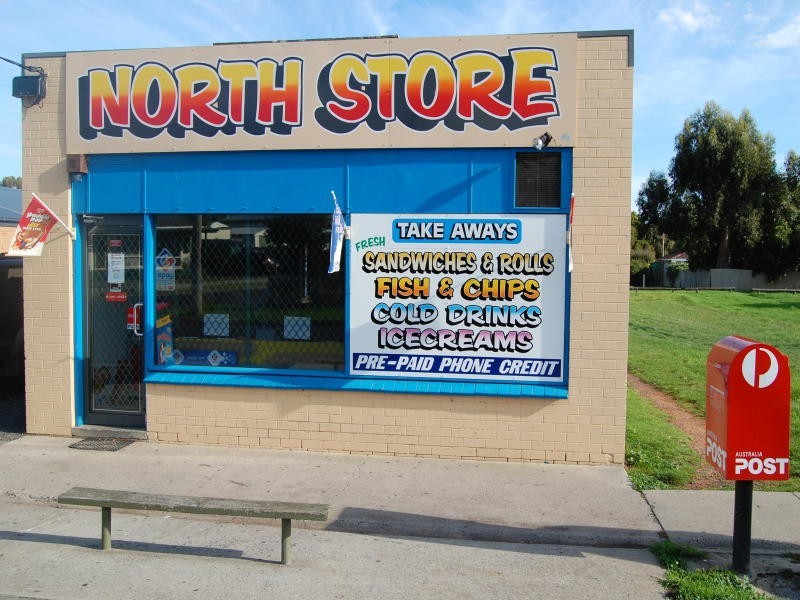 NORTH STORE
TAKE AWAYS
FRESH
SANDWICHES & ROLLS
FISH & CHIPS
COLD DRINKS
ICECREAMS
PRE-PAID PHONE CREDIT
POST
AUSTRALIA
POST